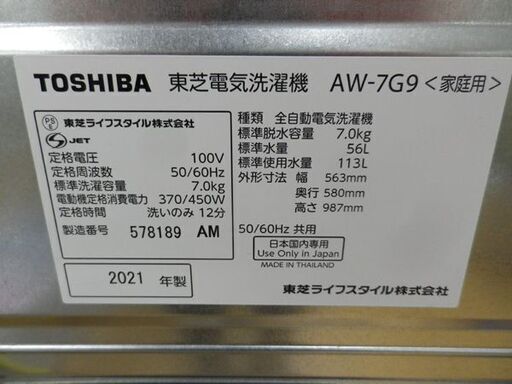 TOSHIBA 東芝電気洗濯機 AW-7G9 <家庭用>
PSE 東芝ライフスタイル株式会社
JET
定格電圧 100V
定格周波数 50/60Hz
標準洗濯容量 7.0kg
電動機定格消費電力 370/450W
定格時間 洗いのみ 12分
製造番号 578189 AM
2021 年製
種類 全自動電気洗濯機
標準脱水容量 7.0kg
標準水量 56L
標準使用水量 113L
外形寸法 幅 563mm
奥行 580mm
高さ 987mm
50/60Hz 共用
日本国内専用
Use Only in Japan
MADE IN THAILAND
東芝ライフスタイル株式会社